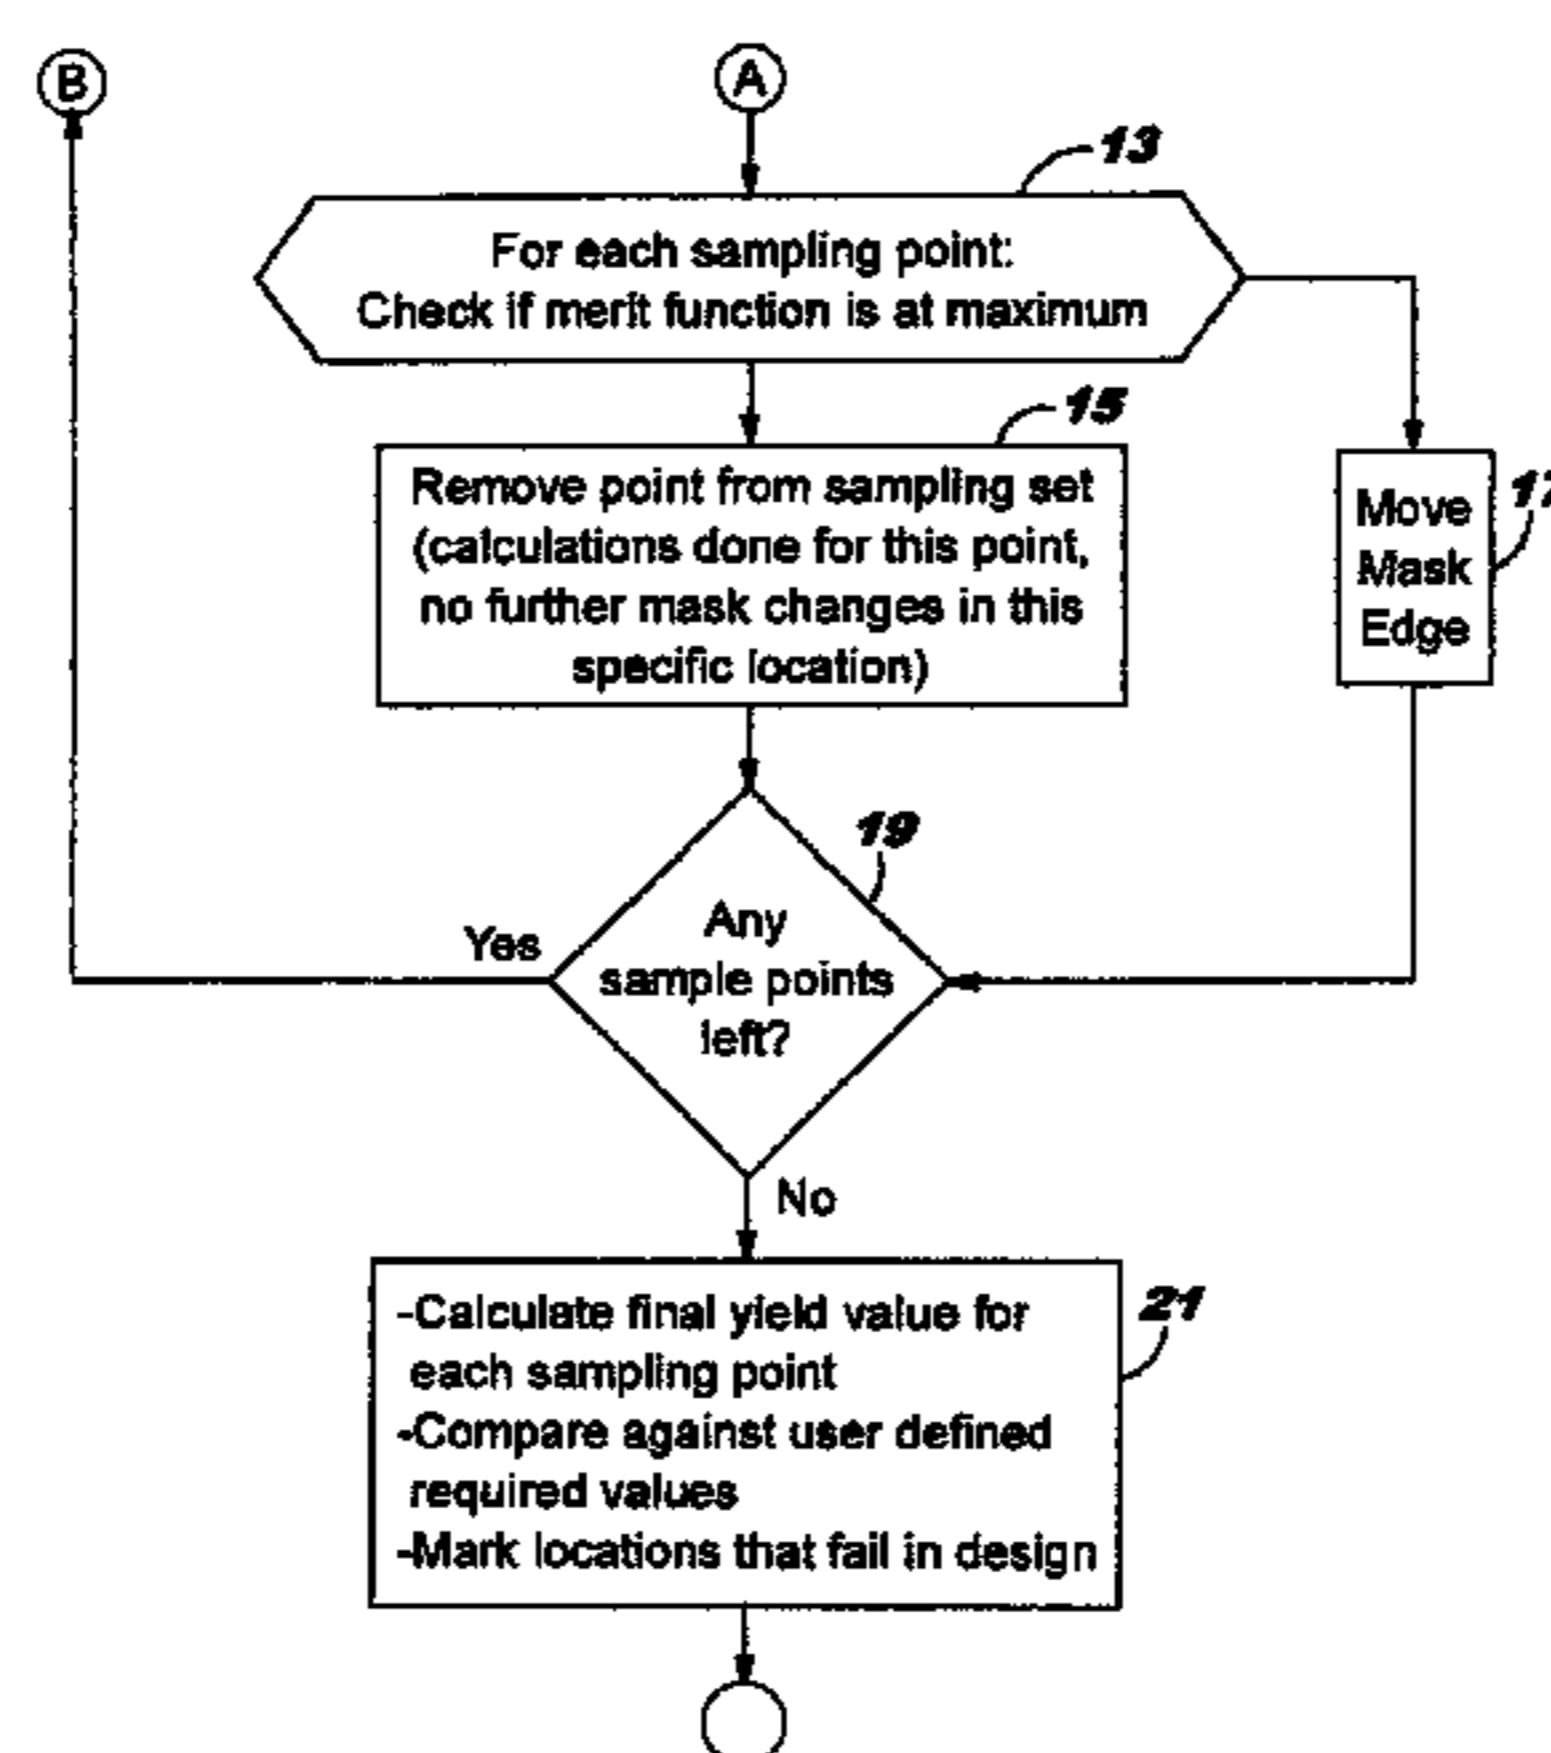 B
A
13
For each sampling point:
Check if merit function is at maximum
15
Remove point from sampling set
(calculations done for this point,
no further mask changes in this
specific location)
17
Move
Mask
Edge
19
Any
sample points
left?
Yes
No
21
-Calculate final yield value for
each sampling point
-Compare against user defined
required values
-Mark locations that fail in design